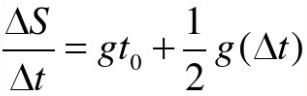 ΔS/Δt = gt₀ + 1/2 g(Δt)